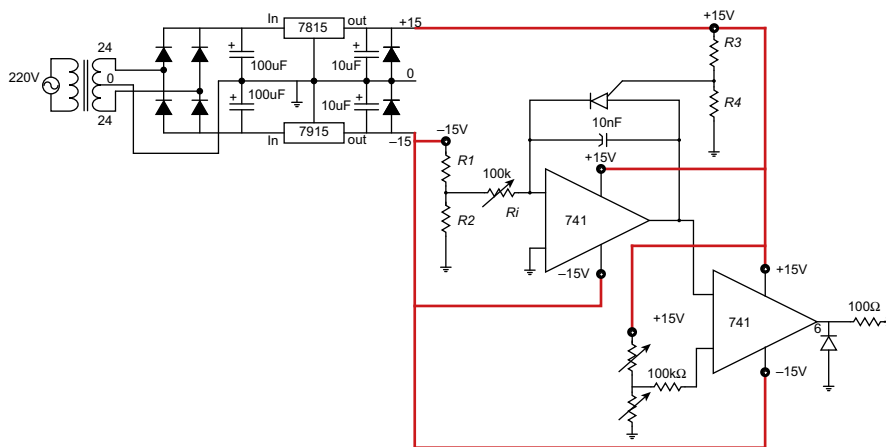 In 7815 out +15 +15V
24
R3
220V 0
+ 100uF 10uF +
0
24
+ 100uF 10uF +
R4
–15V
10nF
In 7915 out –15
+15V
R1
100k
R2 Ri
741
–15V
+15V
+15V
741
6
100Ω
100kΩ
–15V